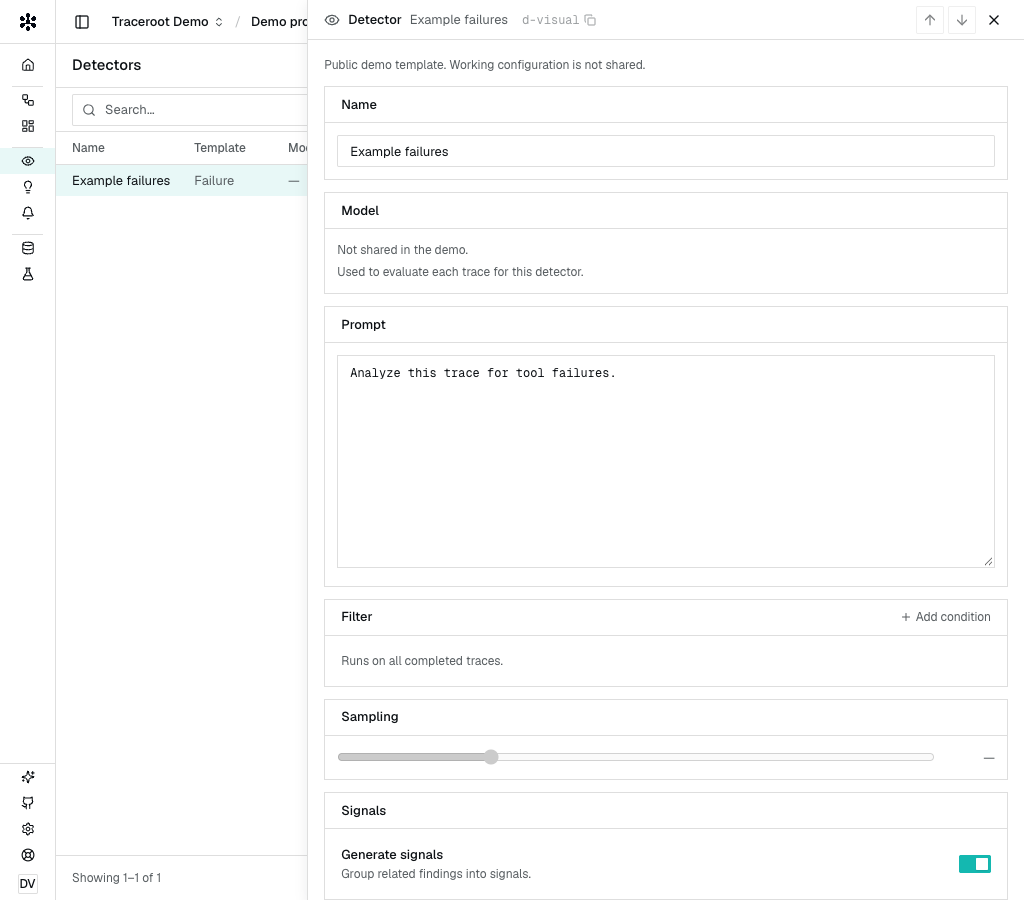 Traceroot Demo / Demo pro
Detectors
Search...
Name Template Mo
Example failures Failure —
Showing 1–1 of 1
DV
Detector Example failures d-visual
Public demo template. Working configuration is not shared.
Name
Example failures
Model
Not shared in the demo.
Used to evaluate each trace for this detector.
Prompt
Analyze this trace for tool failures.
Filter + Add condition
Runs on all completed traces.
Sampling
—
Signals
Generate signals
Group related findings into signals.